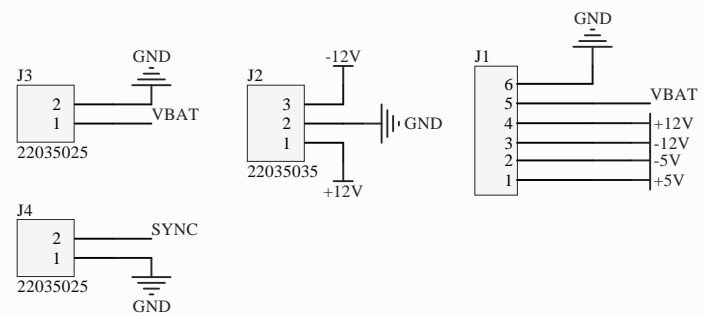 J3
GND
2
VBAT
1
22035025
J2
-12V
3
2
GND
1
22035035
+12V
J1
GND
6
5
VBAT
4
+12V
3
-12V
2
-5V
1
+5V
J4
2
SYNC
1
22035025
GND